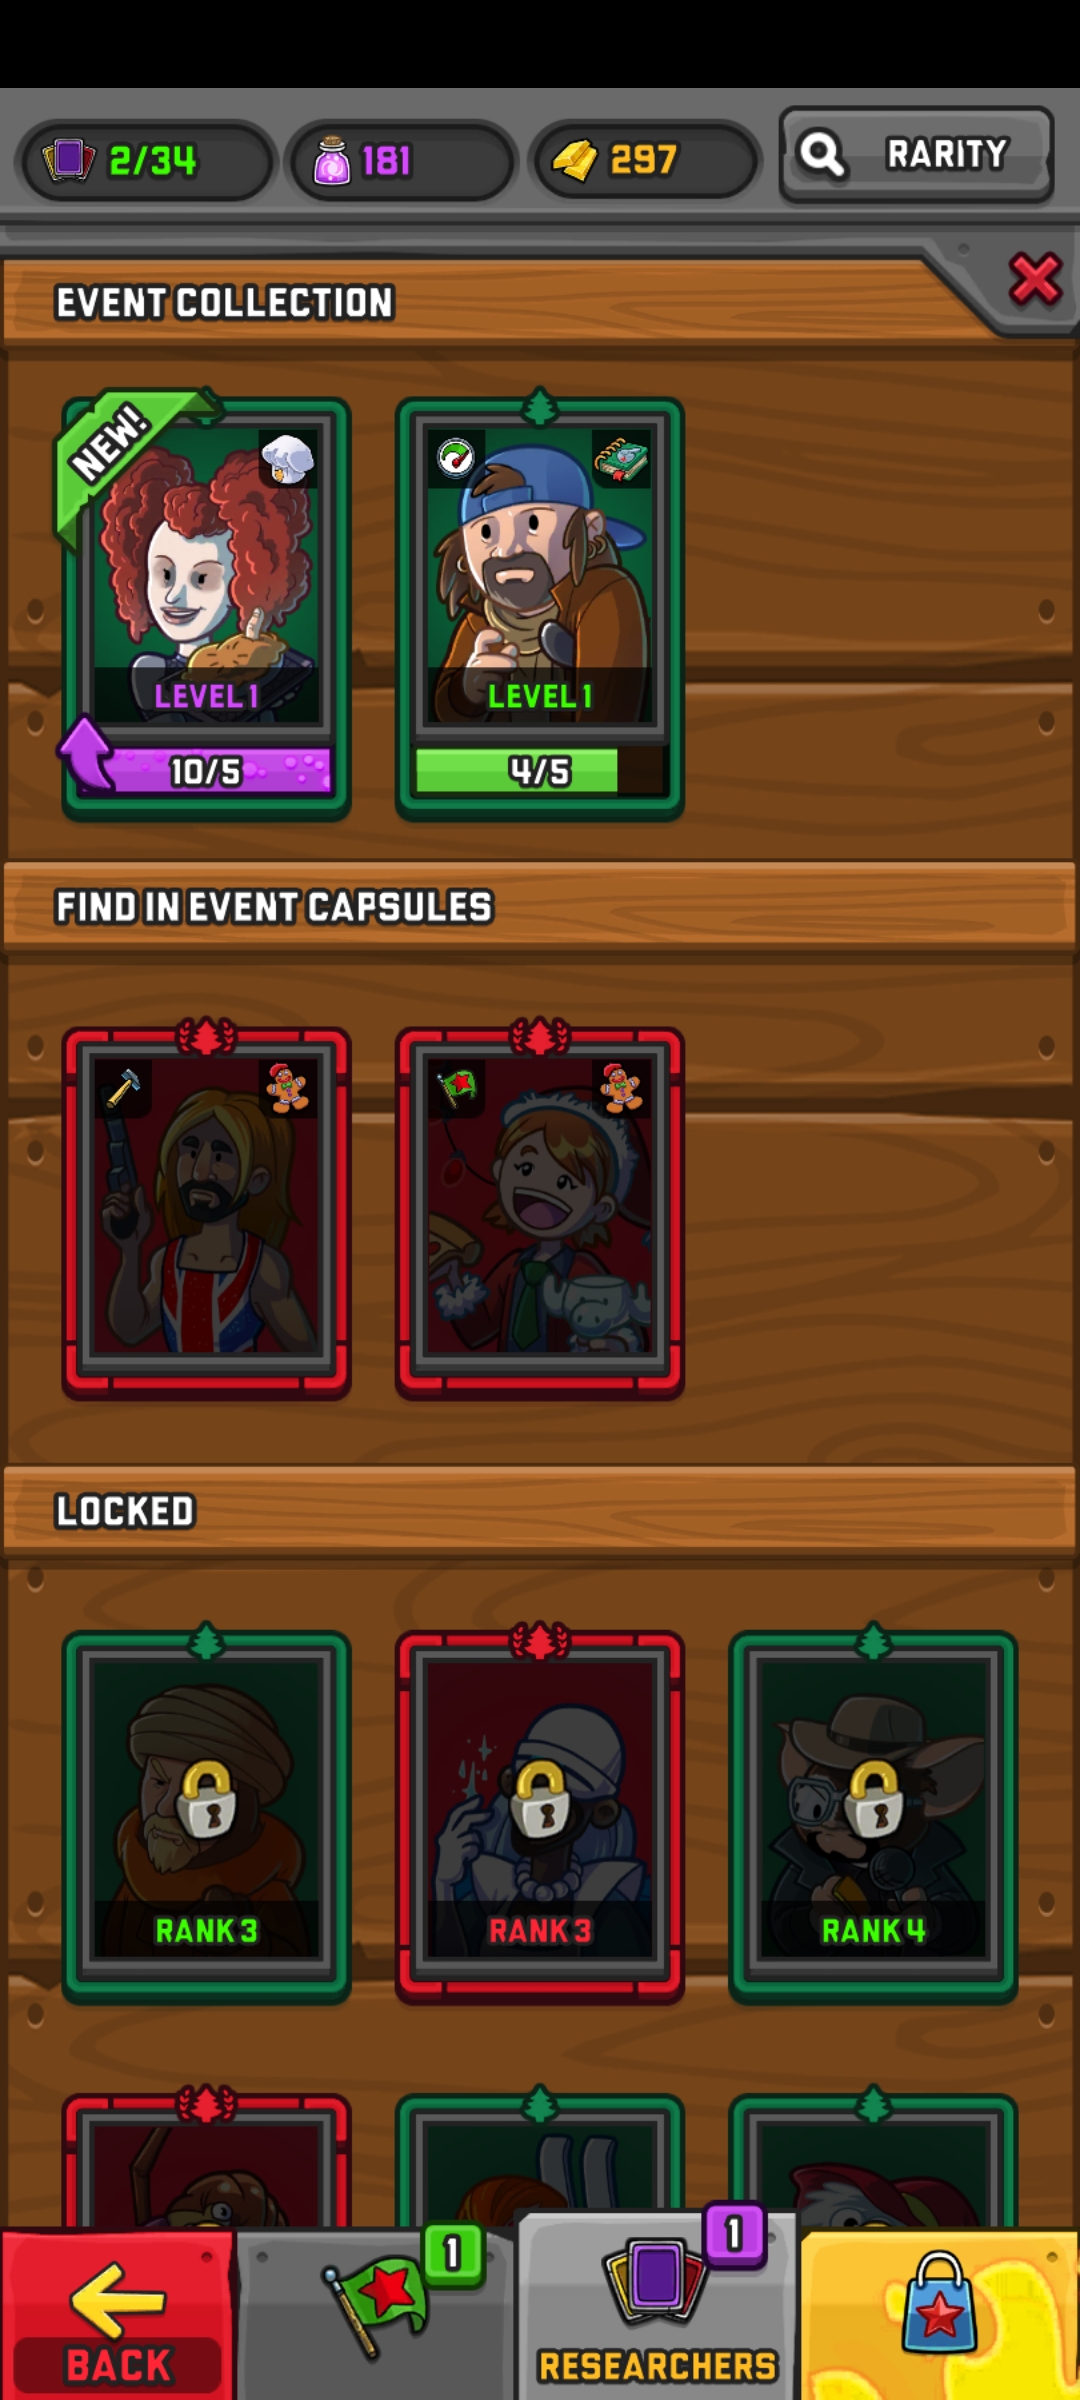 2/34
181
297
RARITY
EVENT COLLECTION
NEW!
LEVEL 1
10/5
LEVEL 1
4/5
FIND IN EVENT CAPSULES
LOCKED
RANK 3
RANK 3
RANK 4
1
1
BACK
RESEARCHERS